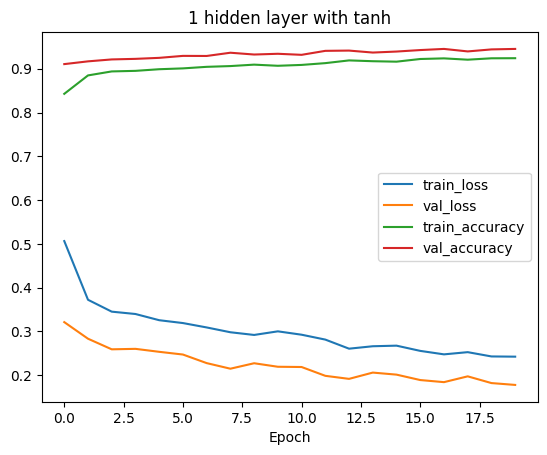 1 hidden layer with tanh
0.9
0.8
0.7
0.6
0.5
0.4
0.3
0.2
train_loss
val_loss
train_accuracy
val_accuracy
0.0 2.5 5.0 7.5 10.0 12.5 15.0 17.5
Epoch